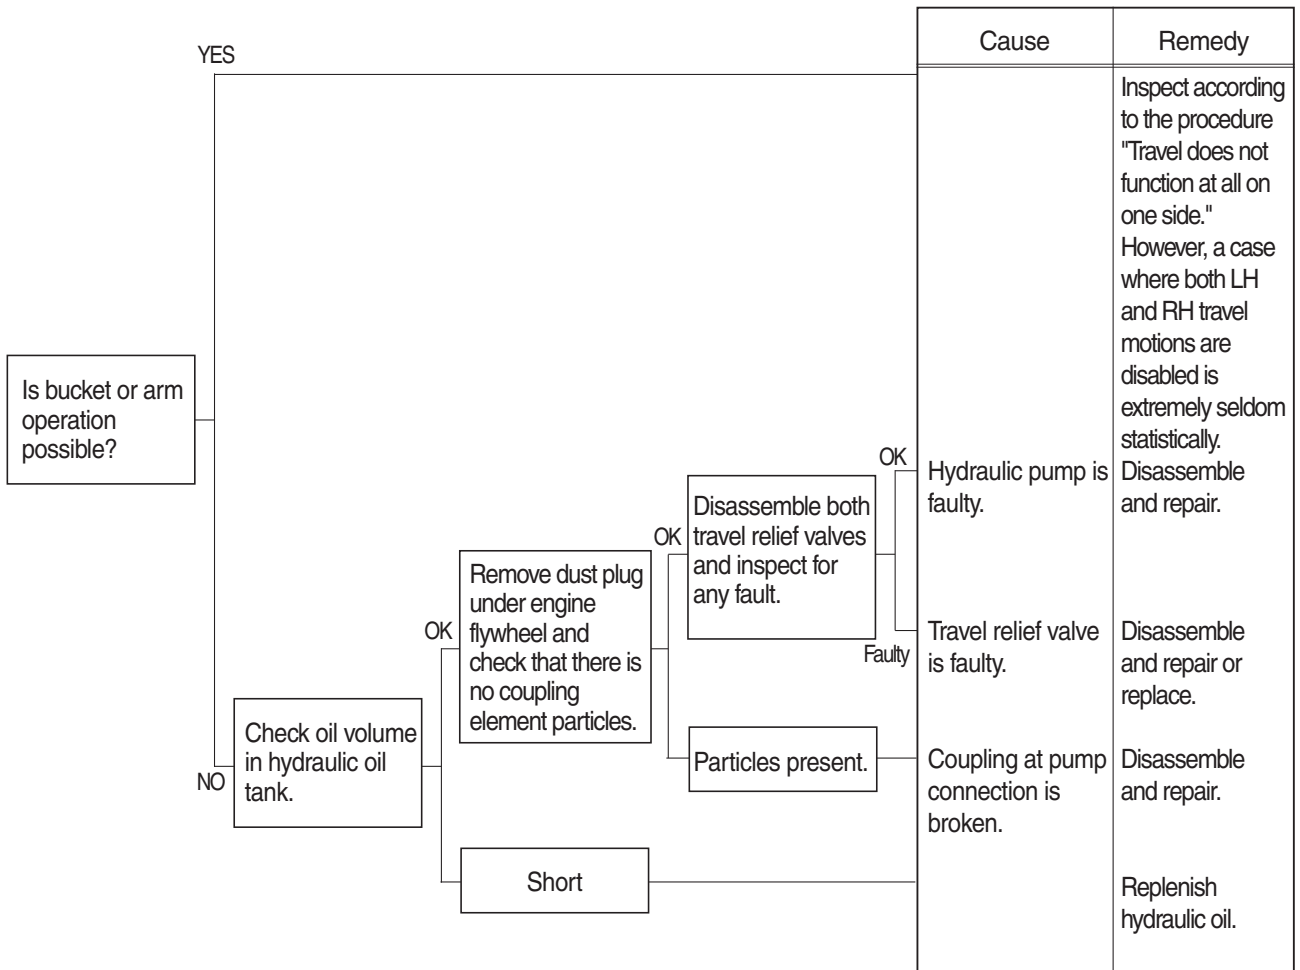 Cause
Remedy
YES
Inspect according
to the procedure
"Travel does not
function at all on
one side."
However, a case
where both LH
and RH travel
motions are
disabled is
extremely seldom
statistically.
Is bucket or arm
operation
possible?
OK
Hydraulic pump is
faulty.
Disassemble
and repair.
Disassemble both
travel relief valves
and inspect for
any fault.
OK
Remove dust plug
under engine
flywheel and
check that there is
no coupling
element particles.
OK
Faulty
Travel relief valve
is faulty.
Disassemble
and repair or
replace.
Check oil volume
in hydraulic oil
tank.
NO
Particles present.
Coupling at pump
connection is
broken.
Disassemble
and repair.
Short
Replenish
hydraulic oil.